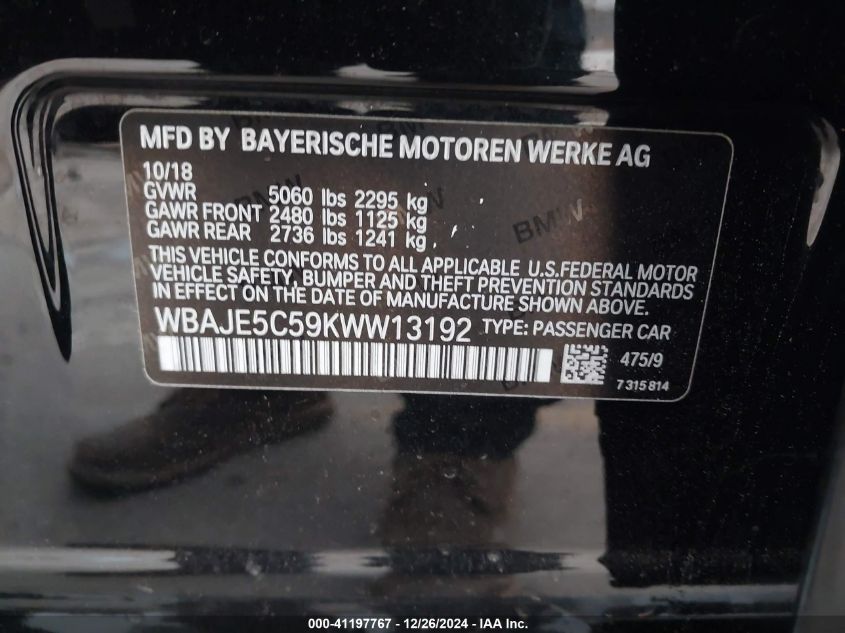 MFD BY BAYERISCHE MOTOREN WERKE AG
10/18
GVWR 5060 lbs 2295 kg
GAWR FRONT 2480 lbs 1125 kg
GAWR REAR 2736 lbs 1241 kg
THIS VEHICLE CONFORMS TO ALL APPLICABLE U.S.FEDERAL MOTOR
VEHICLE SAFETY, BUMPER AND THEFT PREVENTION STANDARDS
IN EFFECT ON THE DATE OF MANUFACTURE SHOWN ABOVE.
WBAJE5C59KWW13192 TYPE: PASSENGER CAR
475/9
7 315 814
BMW
000-41197767 - 12/26/2024 - IAA Inc.